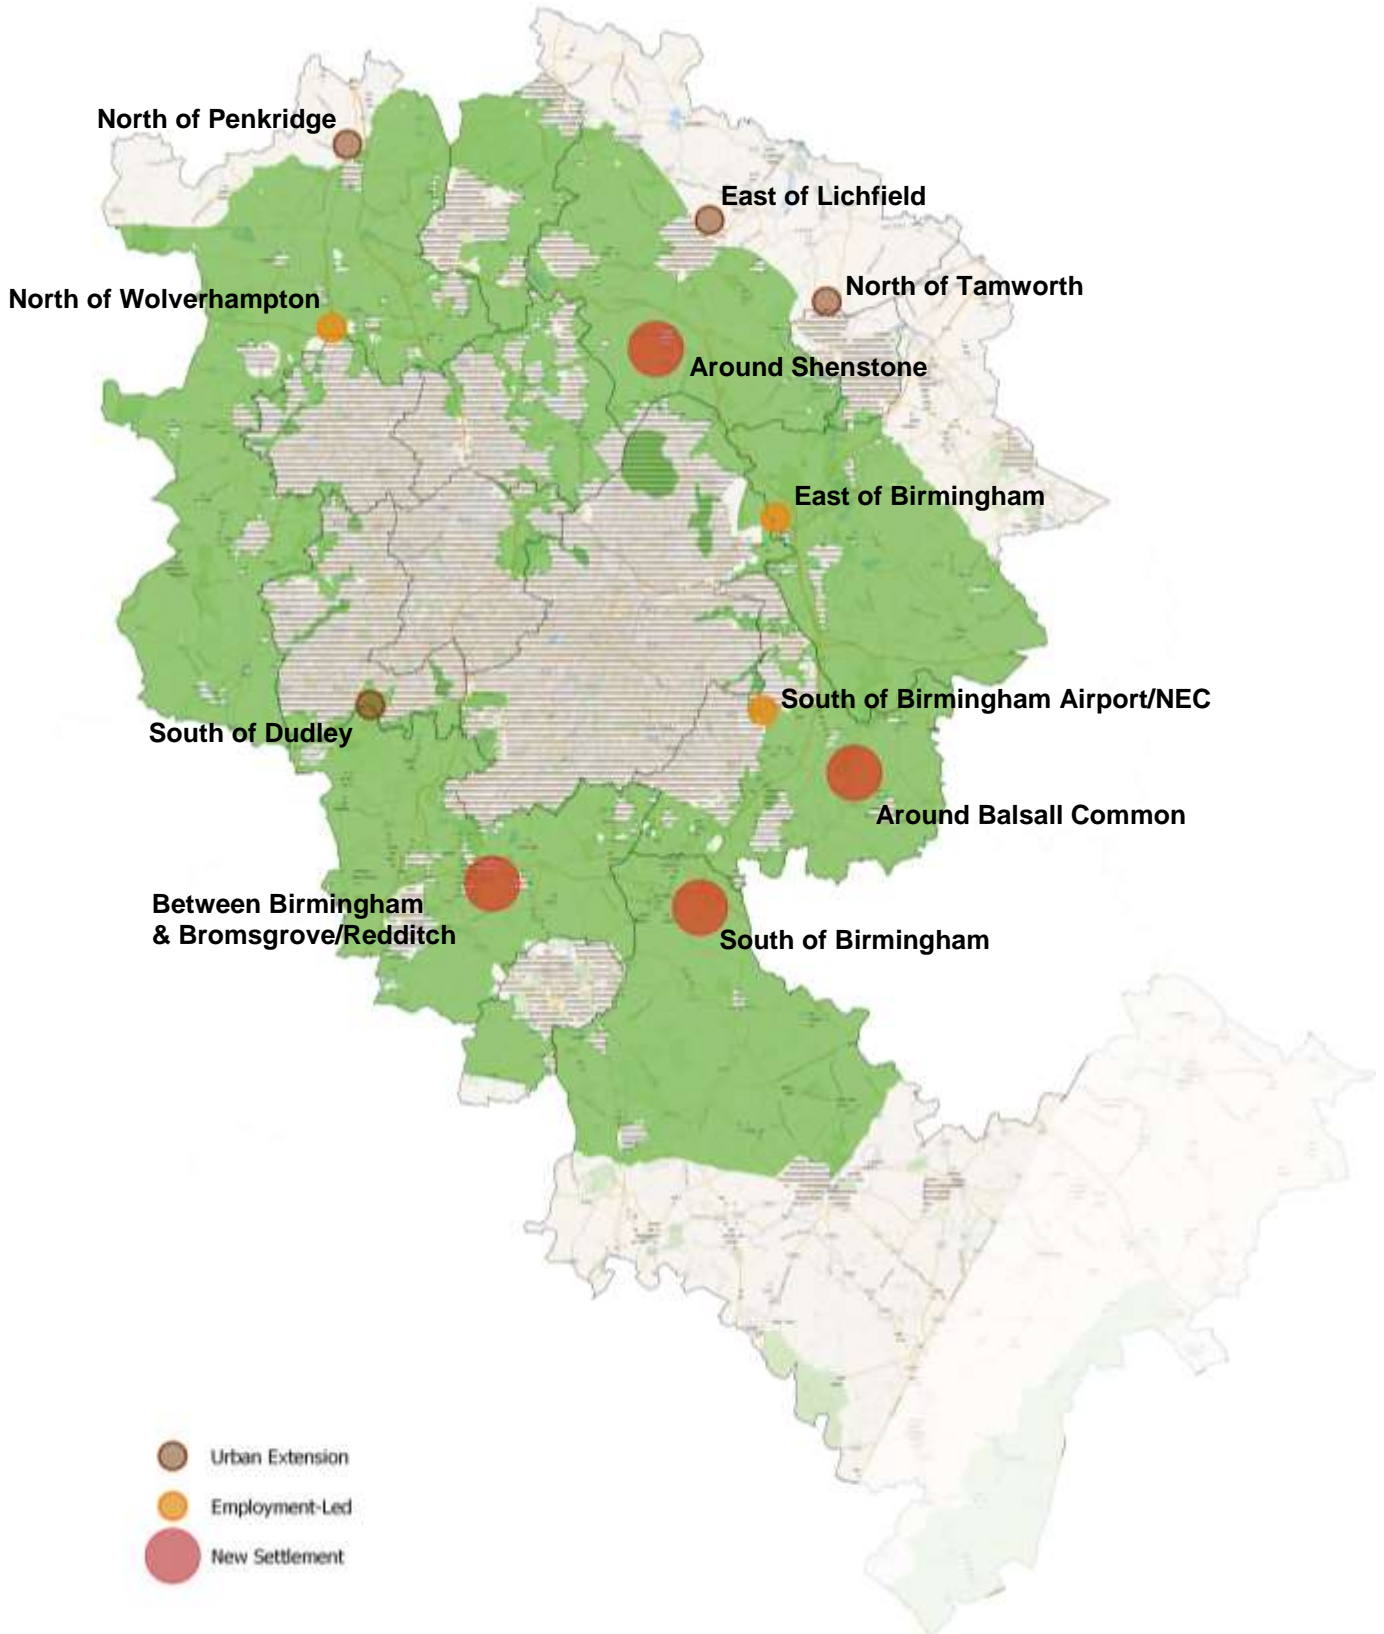 North of Penkridge
East of Lichfield
North of Tamworth
North of Wolverhampton
Around Shenstone
East of Birmingham
South of Birmingham Airport/NEC
South of Dudley
Around Balsall Common
Between Birmingham
& Bromsgrove/Redditch
South of Birmingham
Urban Extension
Employment-Led
New Settlement